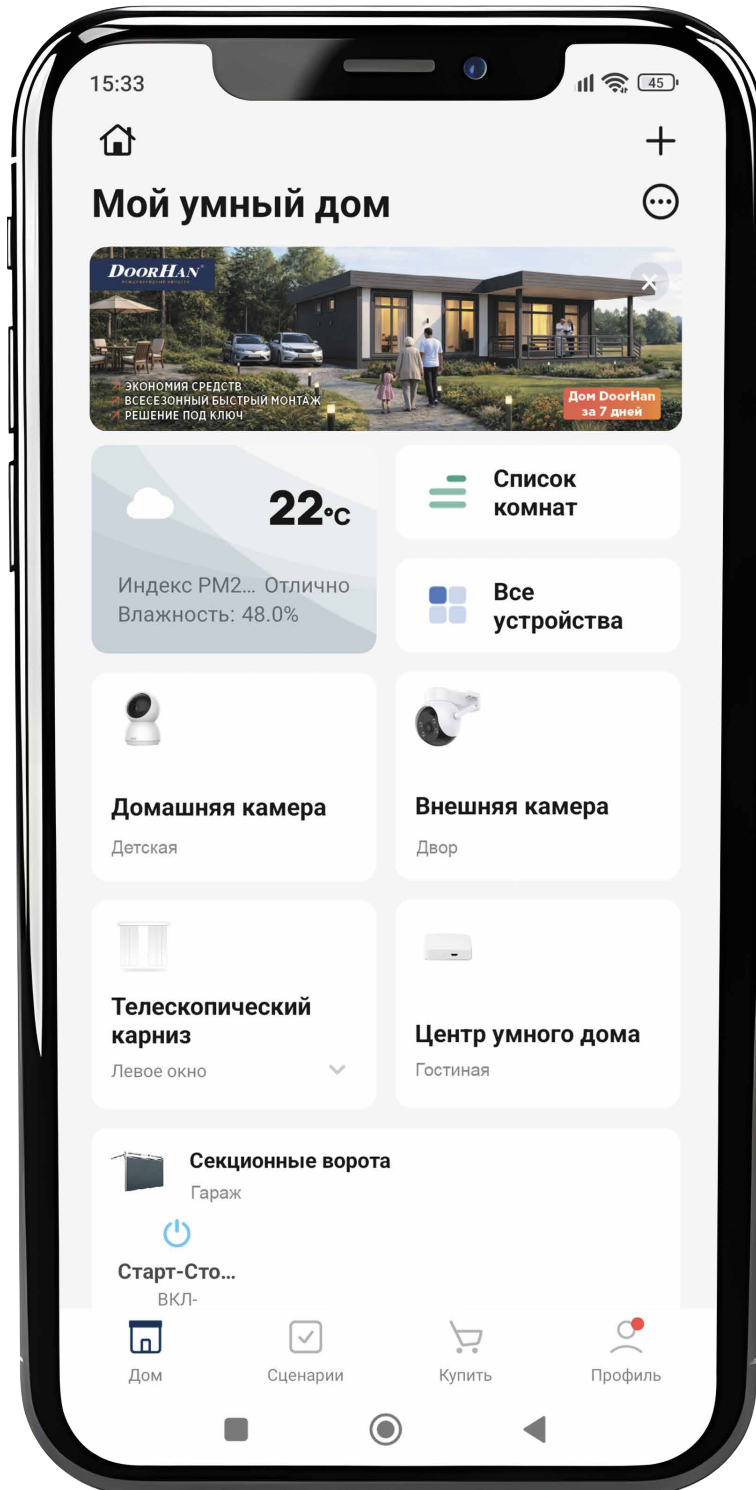 15:33
45
Мой умный дом
DOORHAN
ЭКОНОМИЯ СРЕДСТВ
ВСЕСЕЗОННЫЙ БЫСТРЫЙ МОНТАЖ
РЕШЕНИЕ ПОД КЛЮЧ
Дом DoorHan
за 7 дней
22°C
Индекс PM2... Отлично
Влажность: 48.0%
Список
комнат
Все
устройства
Домашняя камера
Детская
Внешняя камера
Двор
Телескопический
карниз
Левое окно
Центр умного дома
Гостиная
Секционные ворота
Гараж
Старт-Сто...
ВКЛ-
Дом
Сценарии
Купить
Профиль